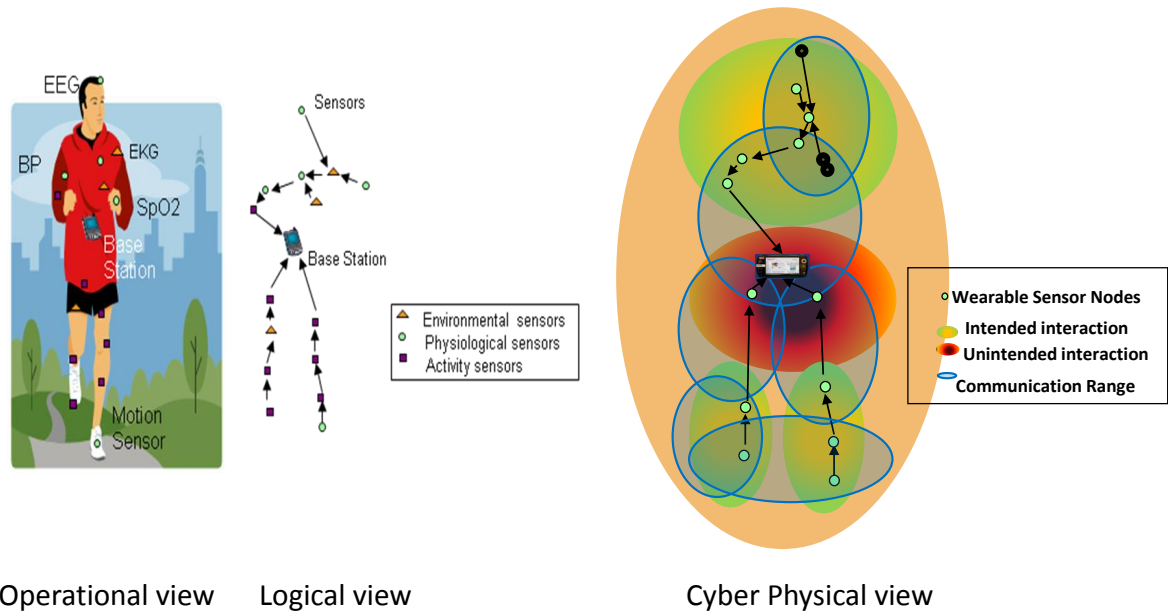 EEG
BP
EKG
SpO2
Base
Station
Motion
Sensor
Sensors
Base Station
Environmental sensors
Physiological sensors
Activity sensors
Wearable Sensor Nodes
Intended interaction
Unintended interaction
Communication Range
Operational view
Logical view
Cyber Physical view